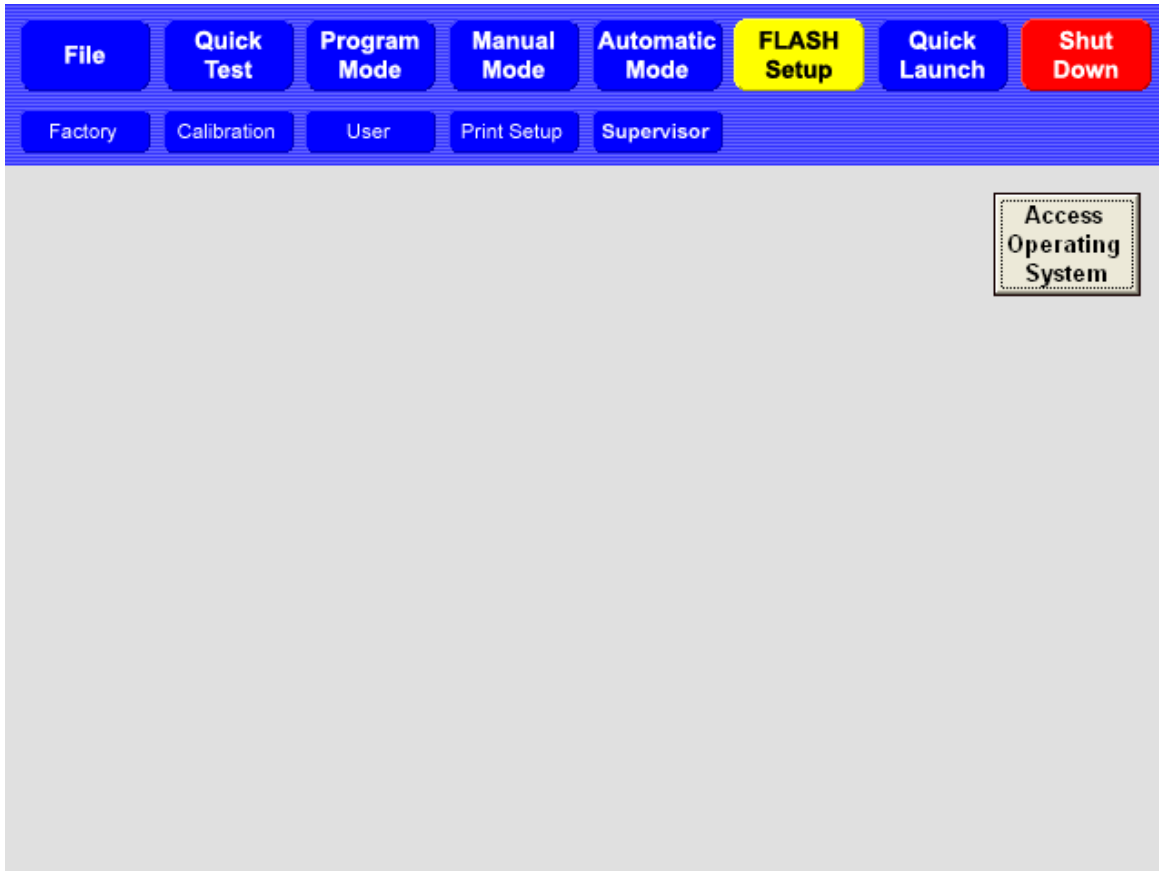 File
Quick
Test
Program
Mode
Manual
Mode
Automatic
Mode
FLASH
Setup
Quick
Launch
Shut
Down
Factory
Calibration
User
Print Setup
Supervisor
Access
Operating
System